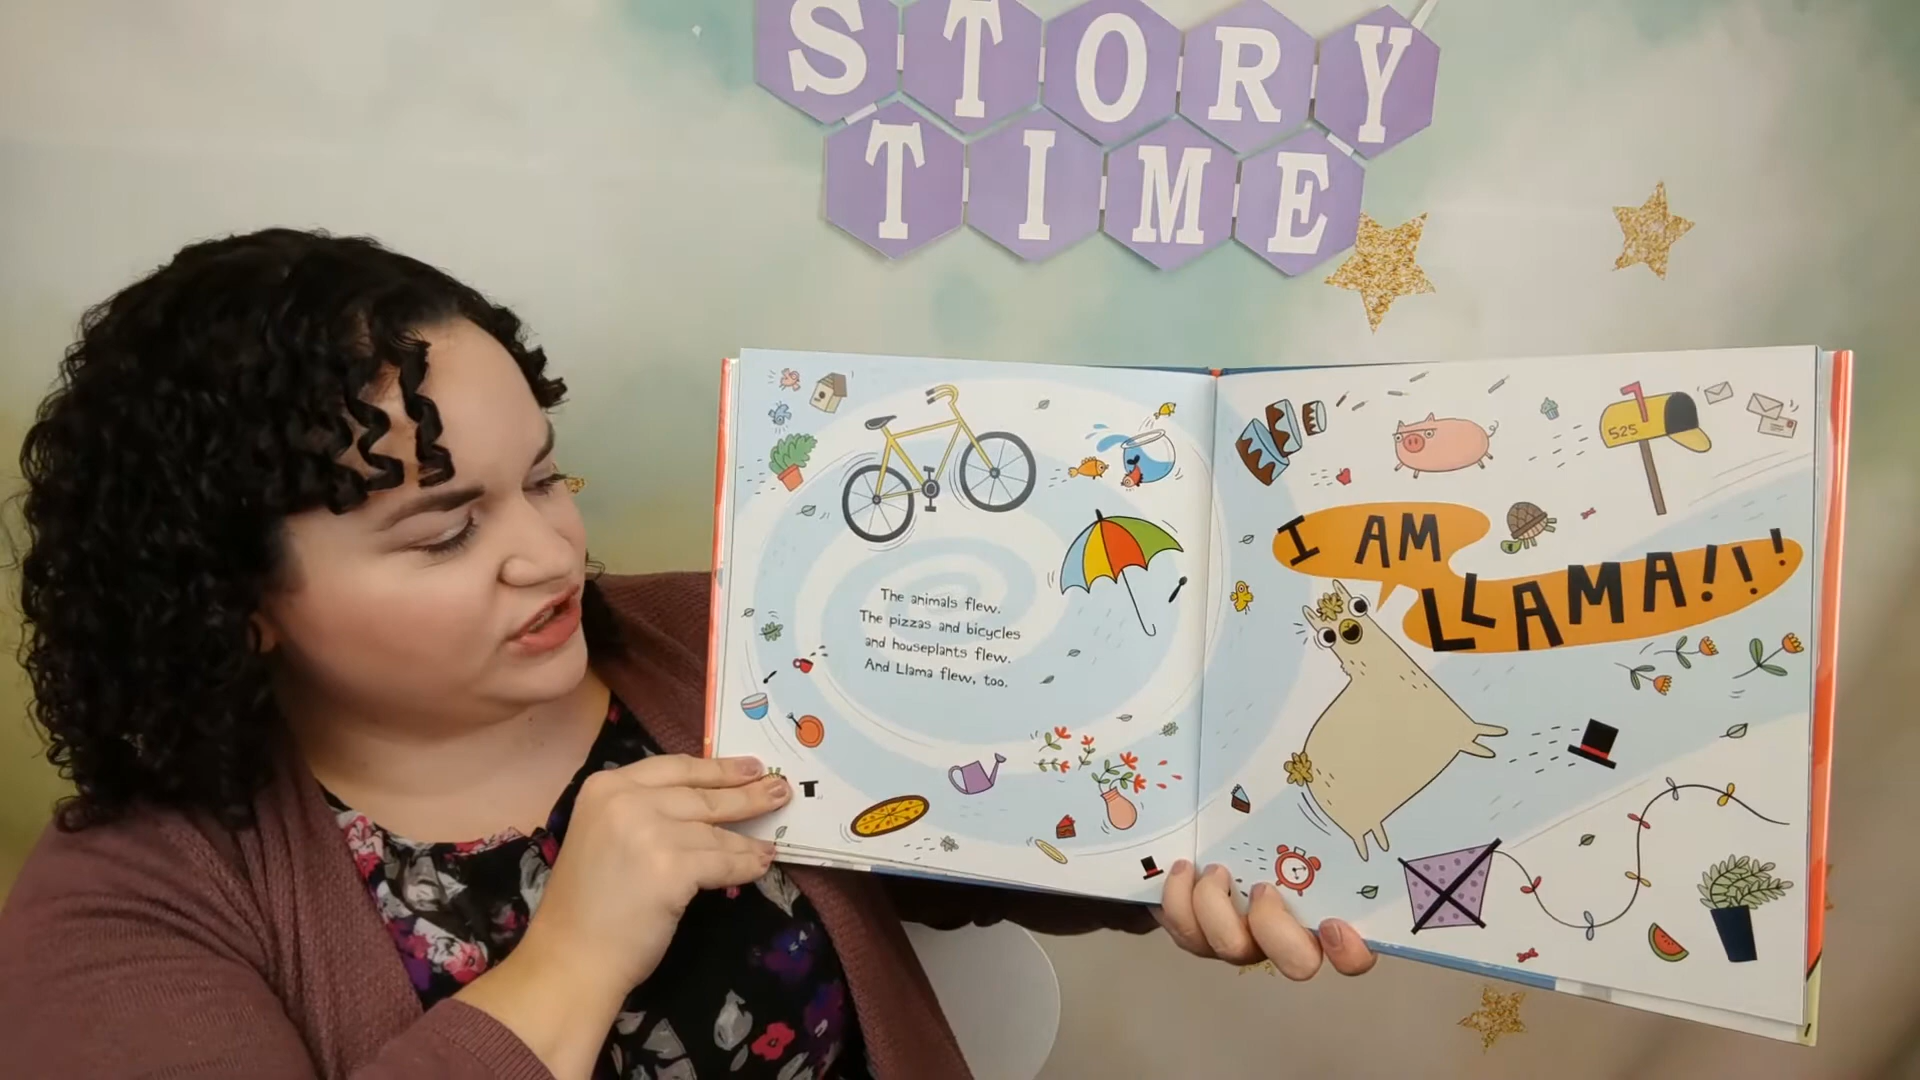 STORY
TIME
The animals flew.
The pizzas and bicycles
and houseplants flew.
And Llama flew, too.
I AM
LLAMA!!!
525